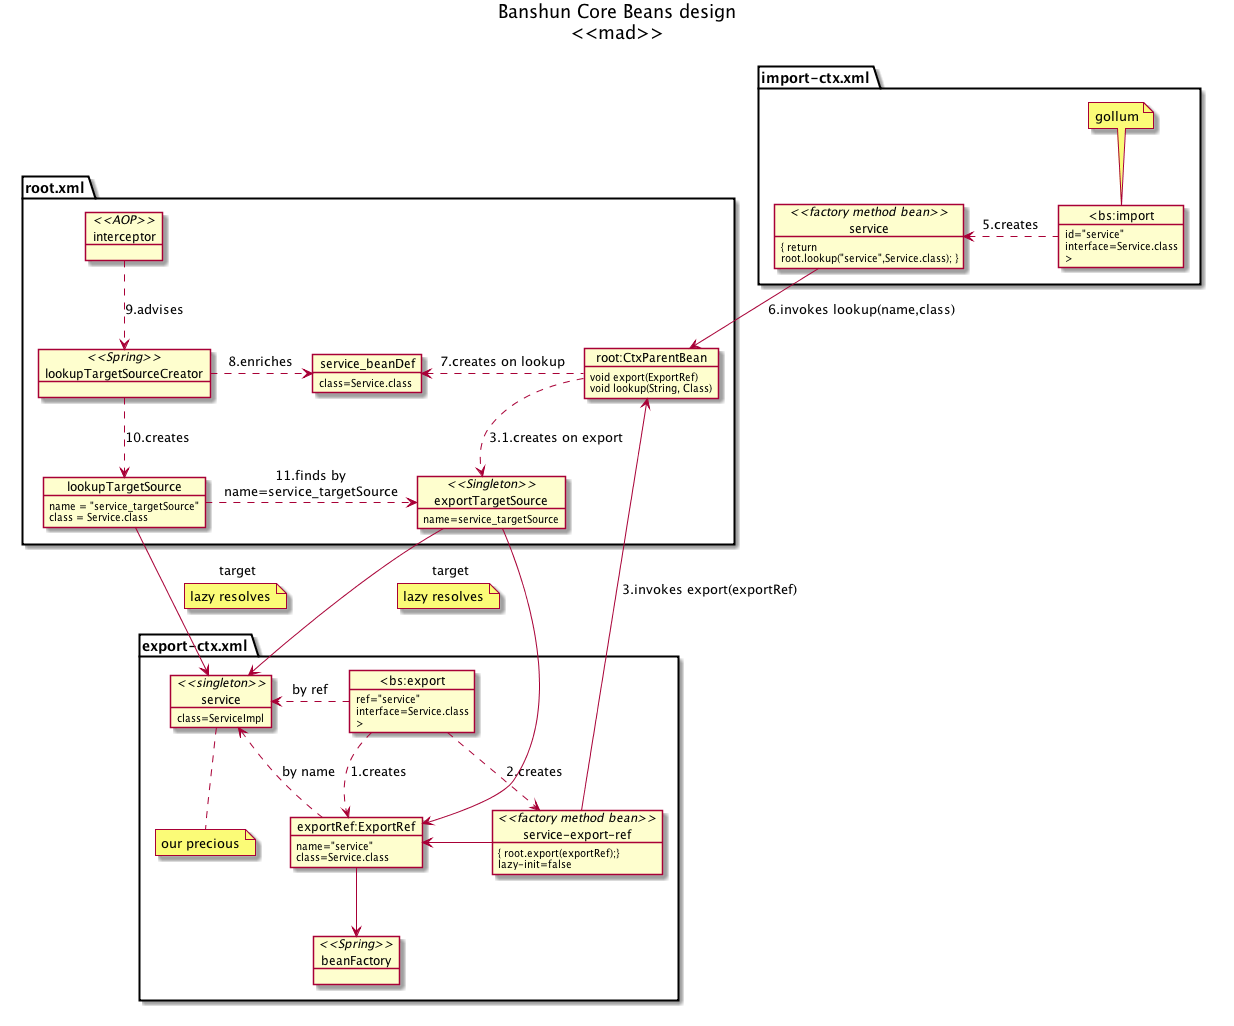 Banshun Core Beans design
<<mad>>
import-ctx.xml
gollum
<<factory method bean>>
service
{ return
root.lookup("service",Service.class); }
5.creates
<bs:import
id="service"
interface=Service.class
>
6.invokes lookup(name,class)
root.xml
<<AOP>>
interceptor
9.advises
<<Spring>>
lookupTargetSourceCreator
8.enriches
service_beanDef
class=Service.class
7.creates on lookup
root:CtxParentBean
void export(ExportRef)
void lookup(String, Class)
10.creates
3.1.creates on export
lookupTargetSource
name = "service_targetSource"
class = Service.class
11.finds by
name=service_targetSource
<<Singleton>>
exportTargetSource
name=service_targetSource
target
lazy resolves
target
lazy resolves
3.invokes export(exportRef)
export-ctx.xml
<<singleton>>
service
class=ServiceImpl
by ref
<bs:export
ref="service"
interface=Service.class
>
by name
1.creates
2.creates
our precious
exportRef:ExportRef
name="service"
class=Service.class
<<factory method bean>>
service-export-ref
{ root.export(exportRef);}
lazy-init=false
<<Spring>>
beanFactory